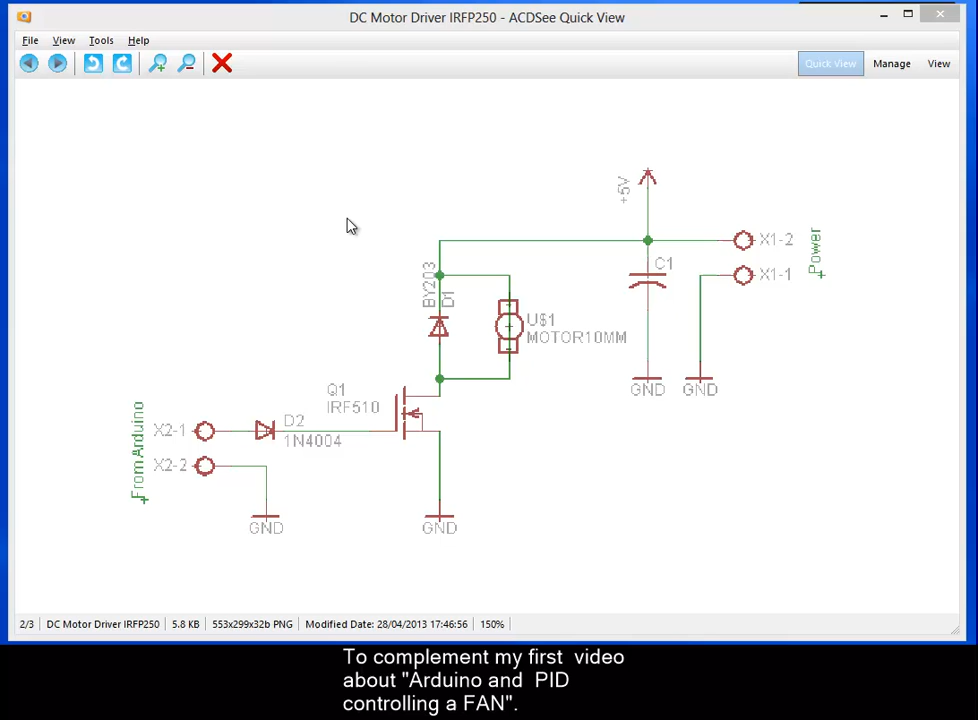 DC Motor Driver IRFP250 - ACDSee Quick View
File View Tools Help
Quick View Manage View
+5V
X1-2
Power
C1
X1-1
BY203
D1
U$1
MOTOR10MM
GND GND
Q1
IRF510
From Arduino
X2-1
D2
1N4004
X2-2
GND GND
2/3 DC Motor Driver IRFP250 5.8 KB 553x299x32b PNG Modified Date: 28/04/2013 17:46:56 150%
To complement my first video
about "Arduino and PID
controlling a FAN".